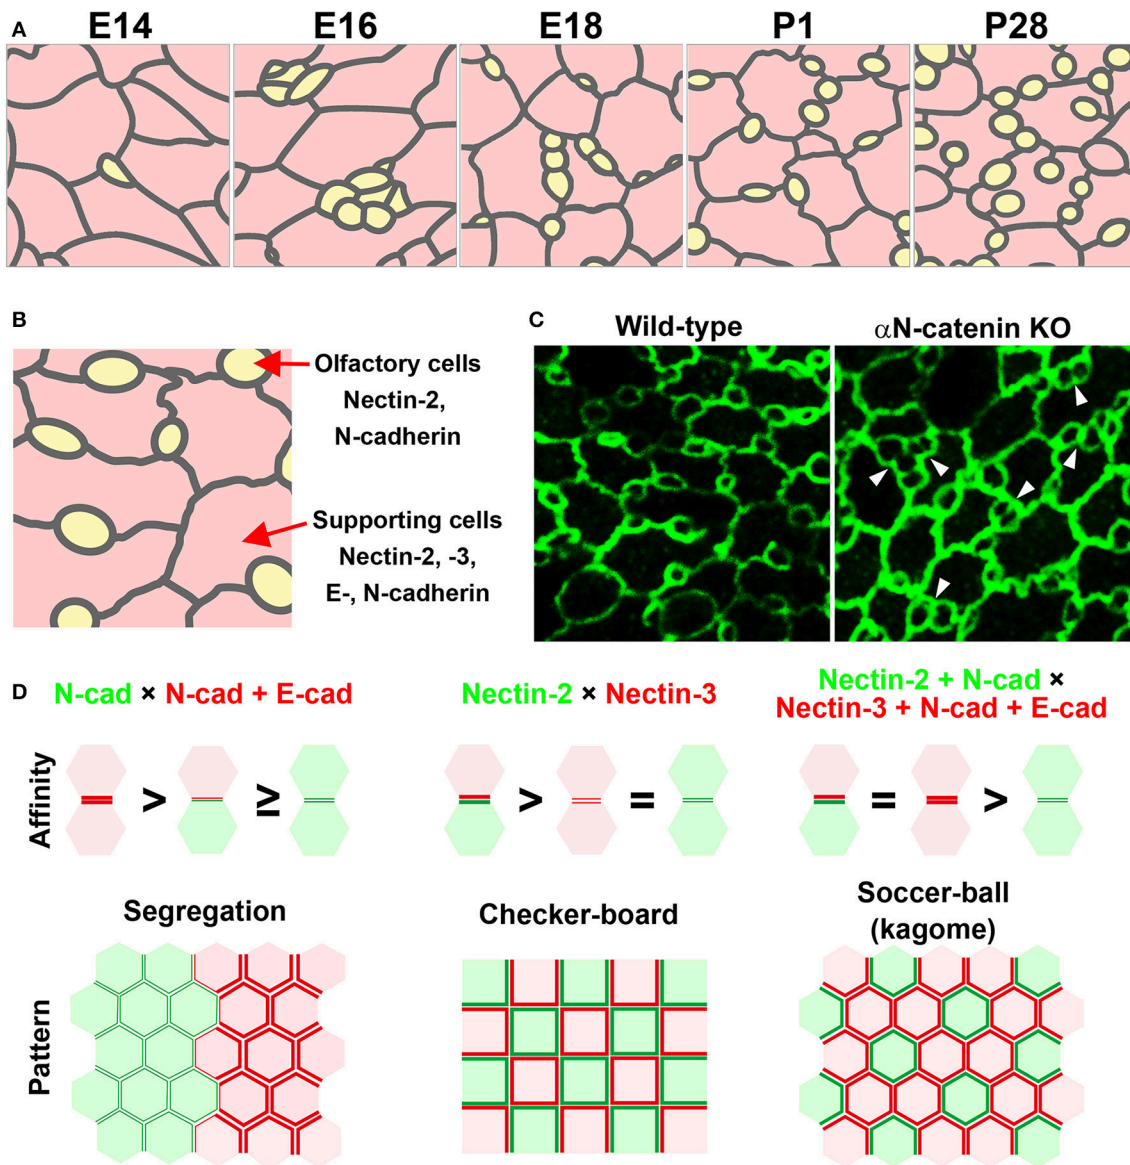 A
E14
E16
E18
P1
P28
B
Olfactory cells
Nectin-2,
N-cadherin
Supporting cells
Nectin-2, -3,
E-, N-cadherin
C
Wild-type
αN-catenin KO
D
N-cad × N-cad + E-cad
Nectin-2 × Nectin-3
Nectin-2 + N-cad ×
Nectin-3 + N-cad + E-cad
Affinity
> ≥
> =
= >
Segregation
Checker-board
Soccer-ball
(kagome)
Pattern